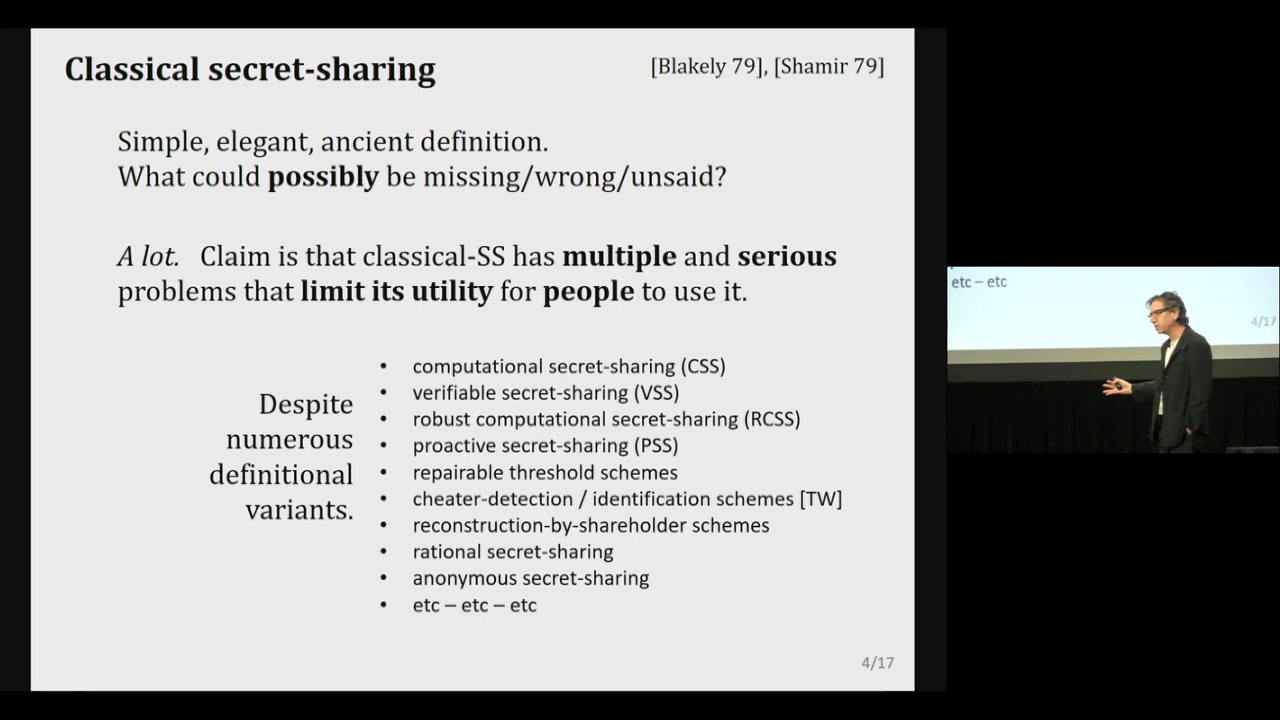 Classical secret-sharing
[Blakely 79], [Shamir 79]
Simple, elegant, ancient definition.
What could possibly be missing/wrong/unsaid?
A lot. Claim is that classical-SS has multiple and serious
problems that limit its utility for people to use it.
Despite
numerous
definitional
variants.
• computational secret-sharing (CSS)
• verifiable secret-sharing (VSS)
• robust computational secret-sharing (RCSS)
• proactive secret-sharing (PSS)
• repairable threshold schemes
• cheater-detection / identification schemes [TW]
• reconstruction-by-shareholder schemes
• rational secret-sharing
• anonymous secret-sharing
• etc – etc – etc
4/17
etc – etc
4/17